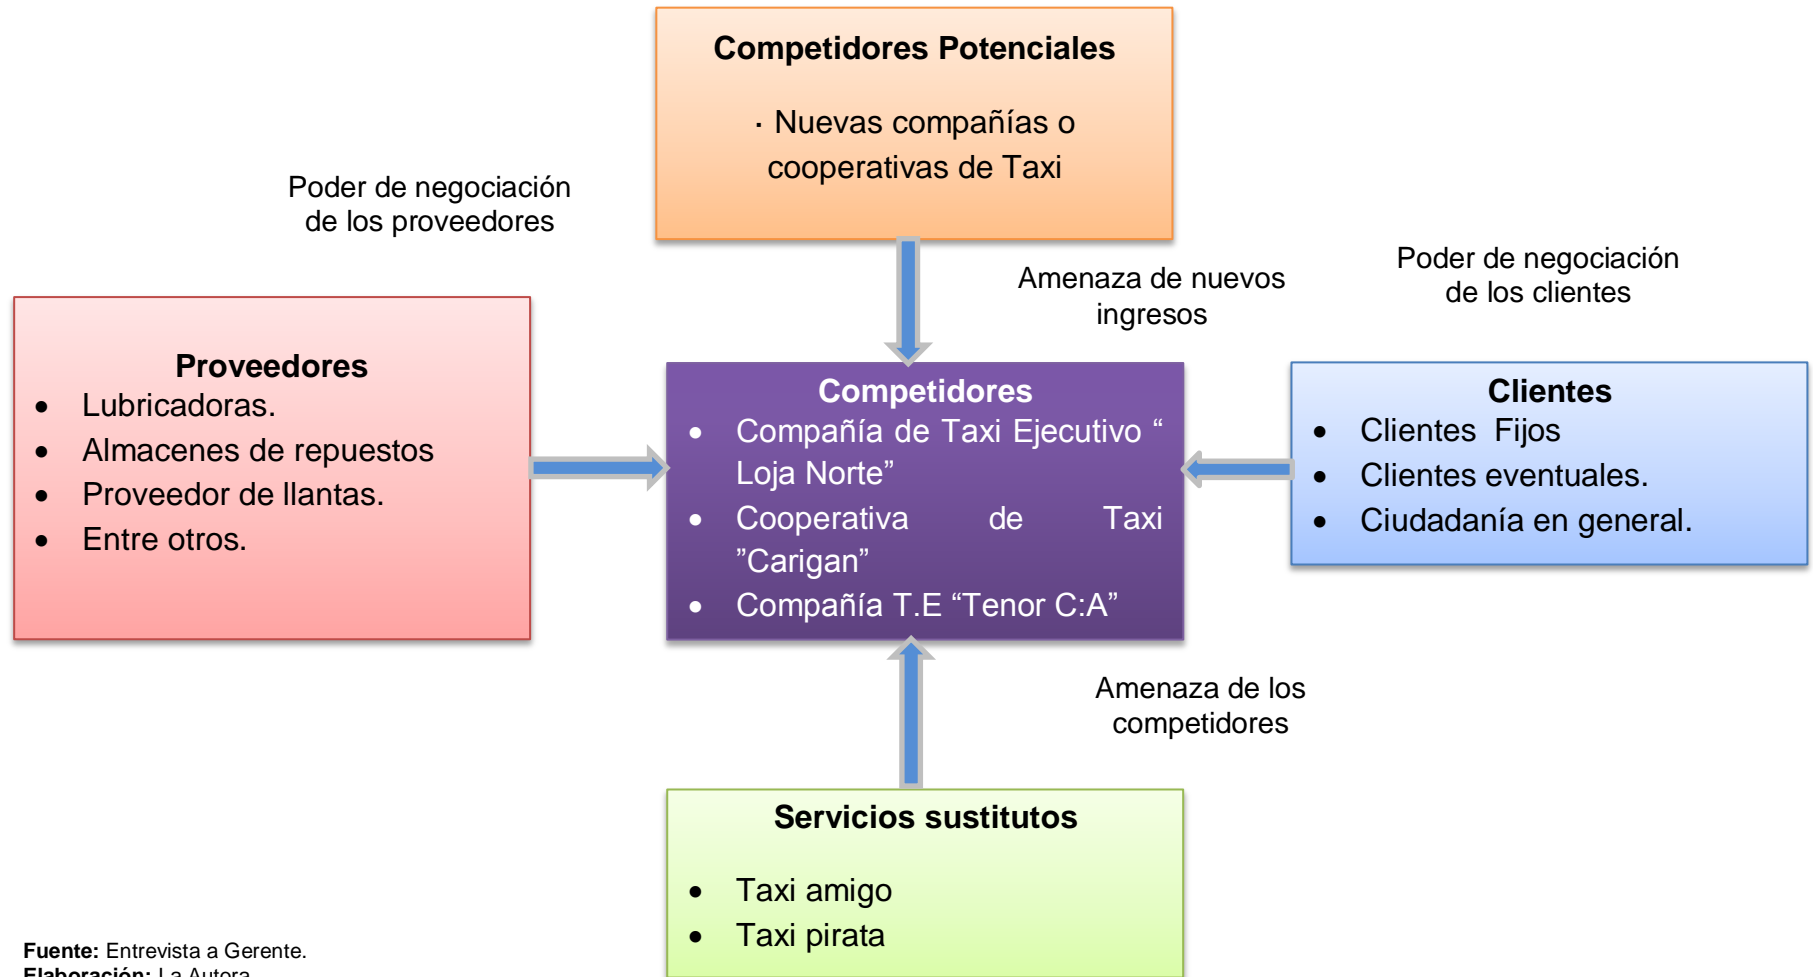 Competidores Potenciales
· Nuevas compañías o
cooperativas de Taxi
Poder de negociación
de los proveedores
Amenaza de nuevos
ingresos
Poder de negociación
de los clientes
Proveedores
• Lubricadoras.
• Almacenes de repuestos
• Proveedor de llantas.
• Entre otros.
Competidores
• Compañía de Taxi Ejecutivo “
Loja Norte”
• Cooperativa de Taxi
”Carigan”
• Compañía T.E “Tenor C:A”
Clientes
• Clientes Fijos
• Clientes eventuales.
• Ciudadanía en general.
Amenaza de los
competidores
Servicios sustitutos
• Taxi amigo
• Taxi pirata
Fuente: Entrevista a Gerente.
Elaboración: La Autora